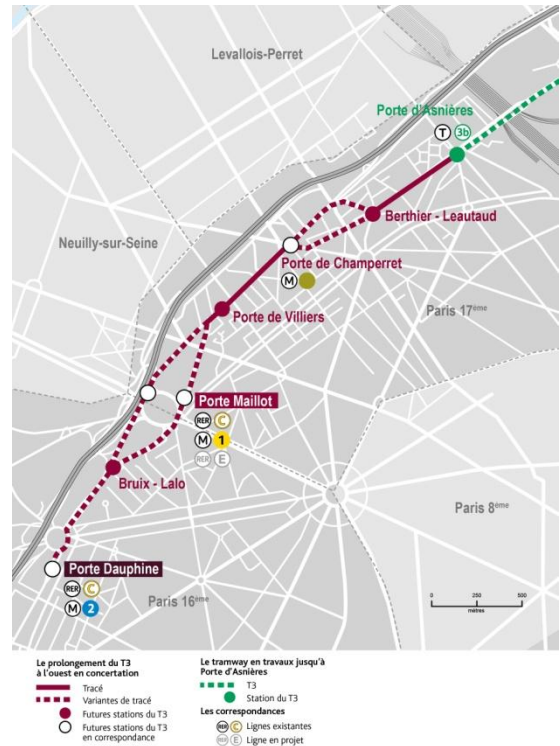 Levallois-Perret
Porte d'Asnières
T 3b
Berthier - Leautaud
Neuilly-sur-Seine
Porte de Champerret
M
Porte de Villiers
Paris 17ème
Porte Maillot
RER C
M 1
RER E
Bruix - Lalo
Paris 8ème
Porte Dauphine
RER C
M 2
Paris 16ème
0 250 500
mètres
Le prolongement du T3
à l'ouest en concertation
Tracé
Variantes de tracé
Futures stations du T3
Futures stations du T3
en correspondance
Le tramway en travaux jusqu'à
Porte d'Asnières
T3
Station du T3
Les correspondances
RER C Lignes existantes
RER E Ligne en projet